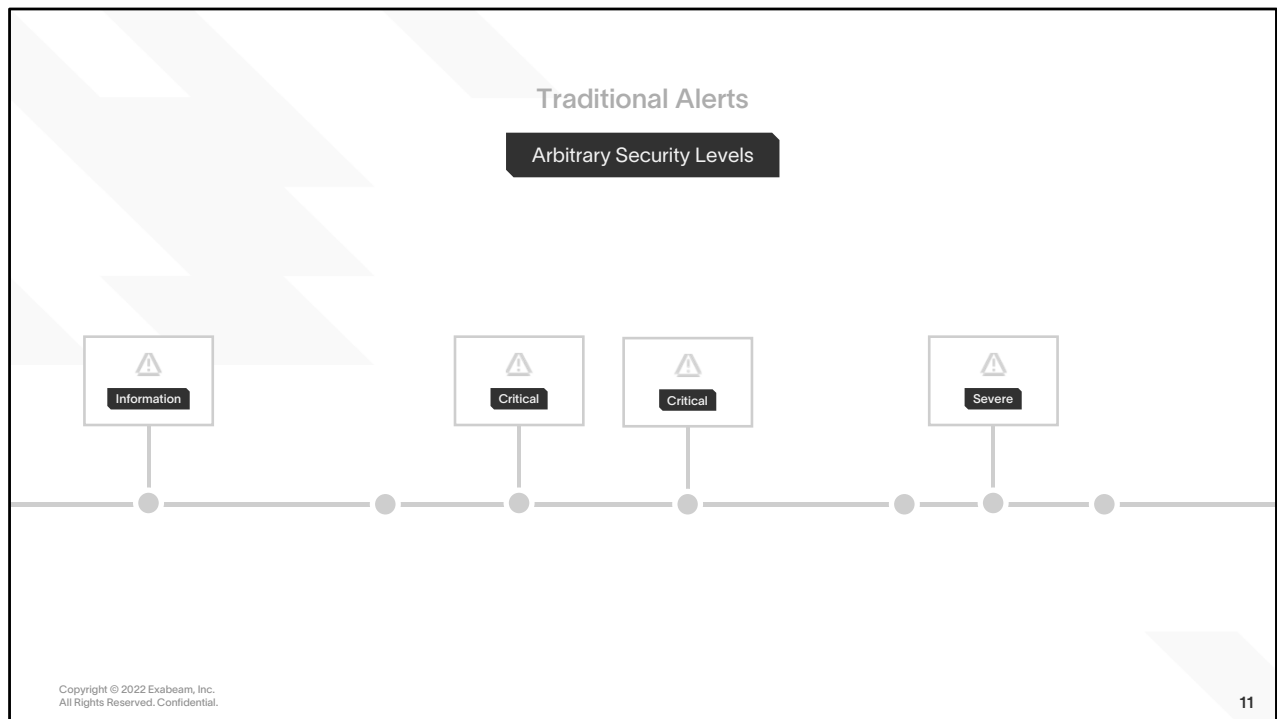 Traditional Alerts
Arbitrary Security Levels
Information
Critical
Critical
Severe
Copyright © 2022 Exabeam, Inc.
All Rights Reserved. Confidential.
11